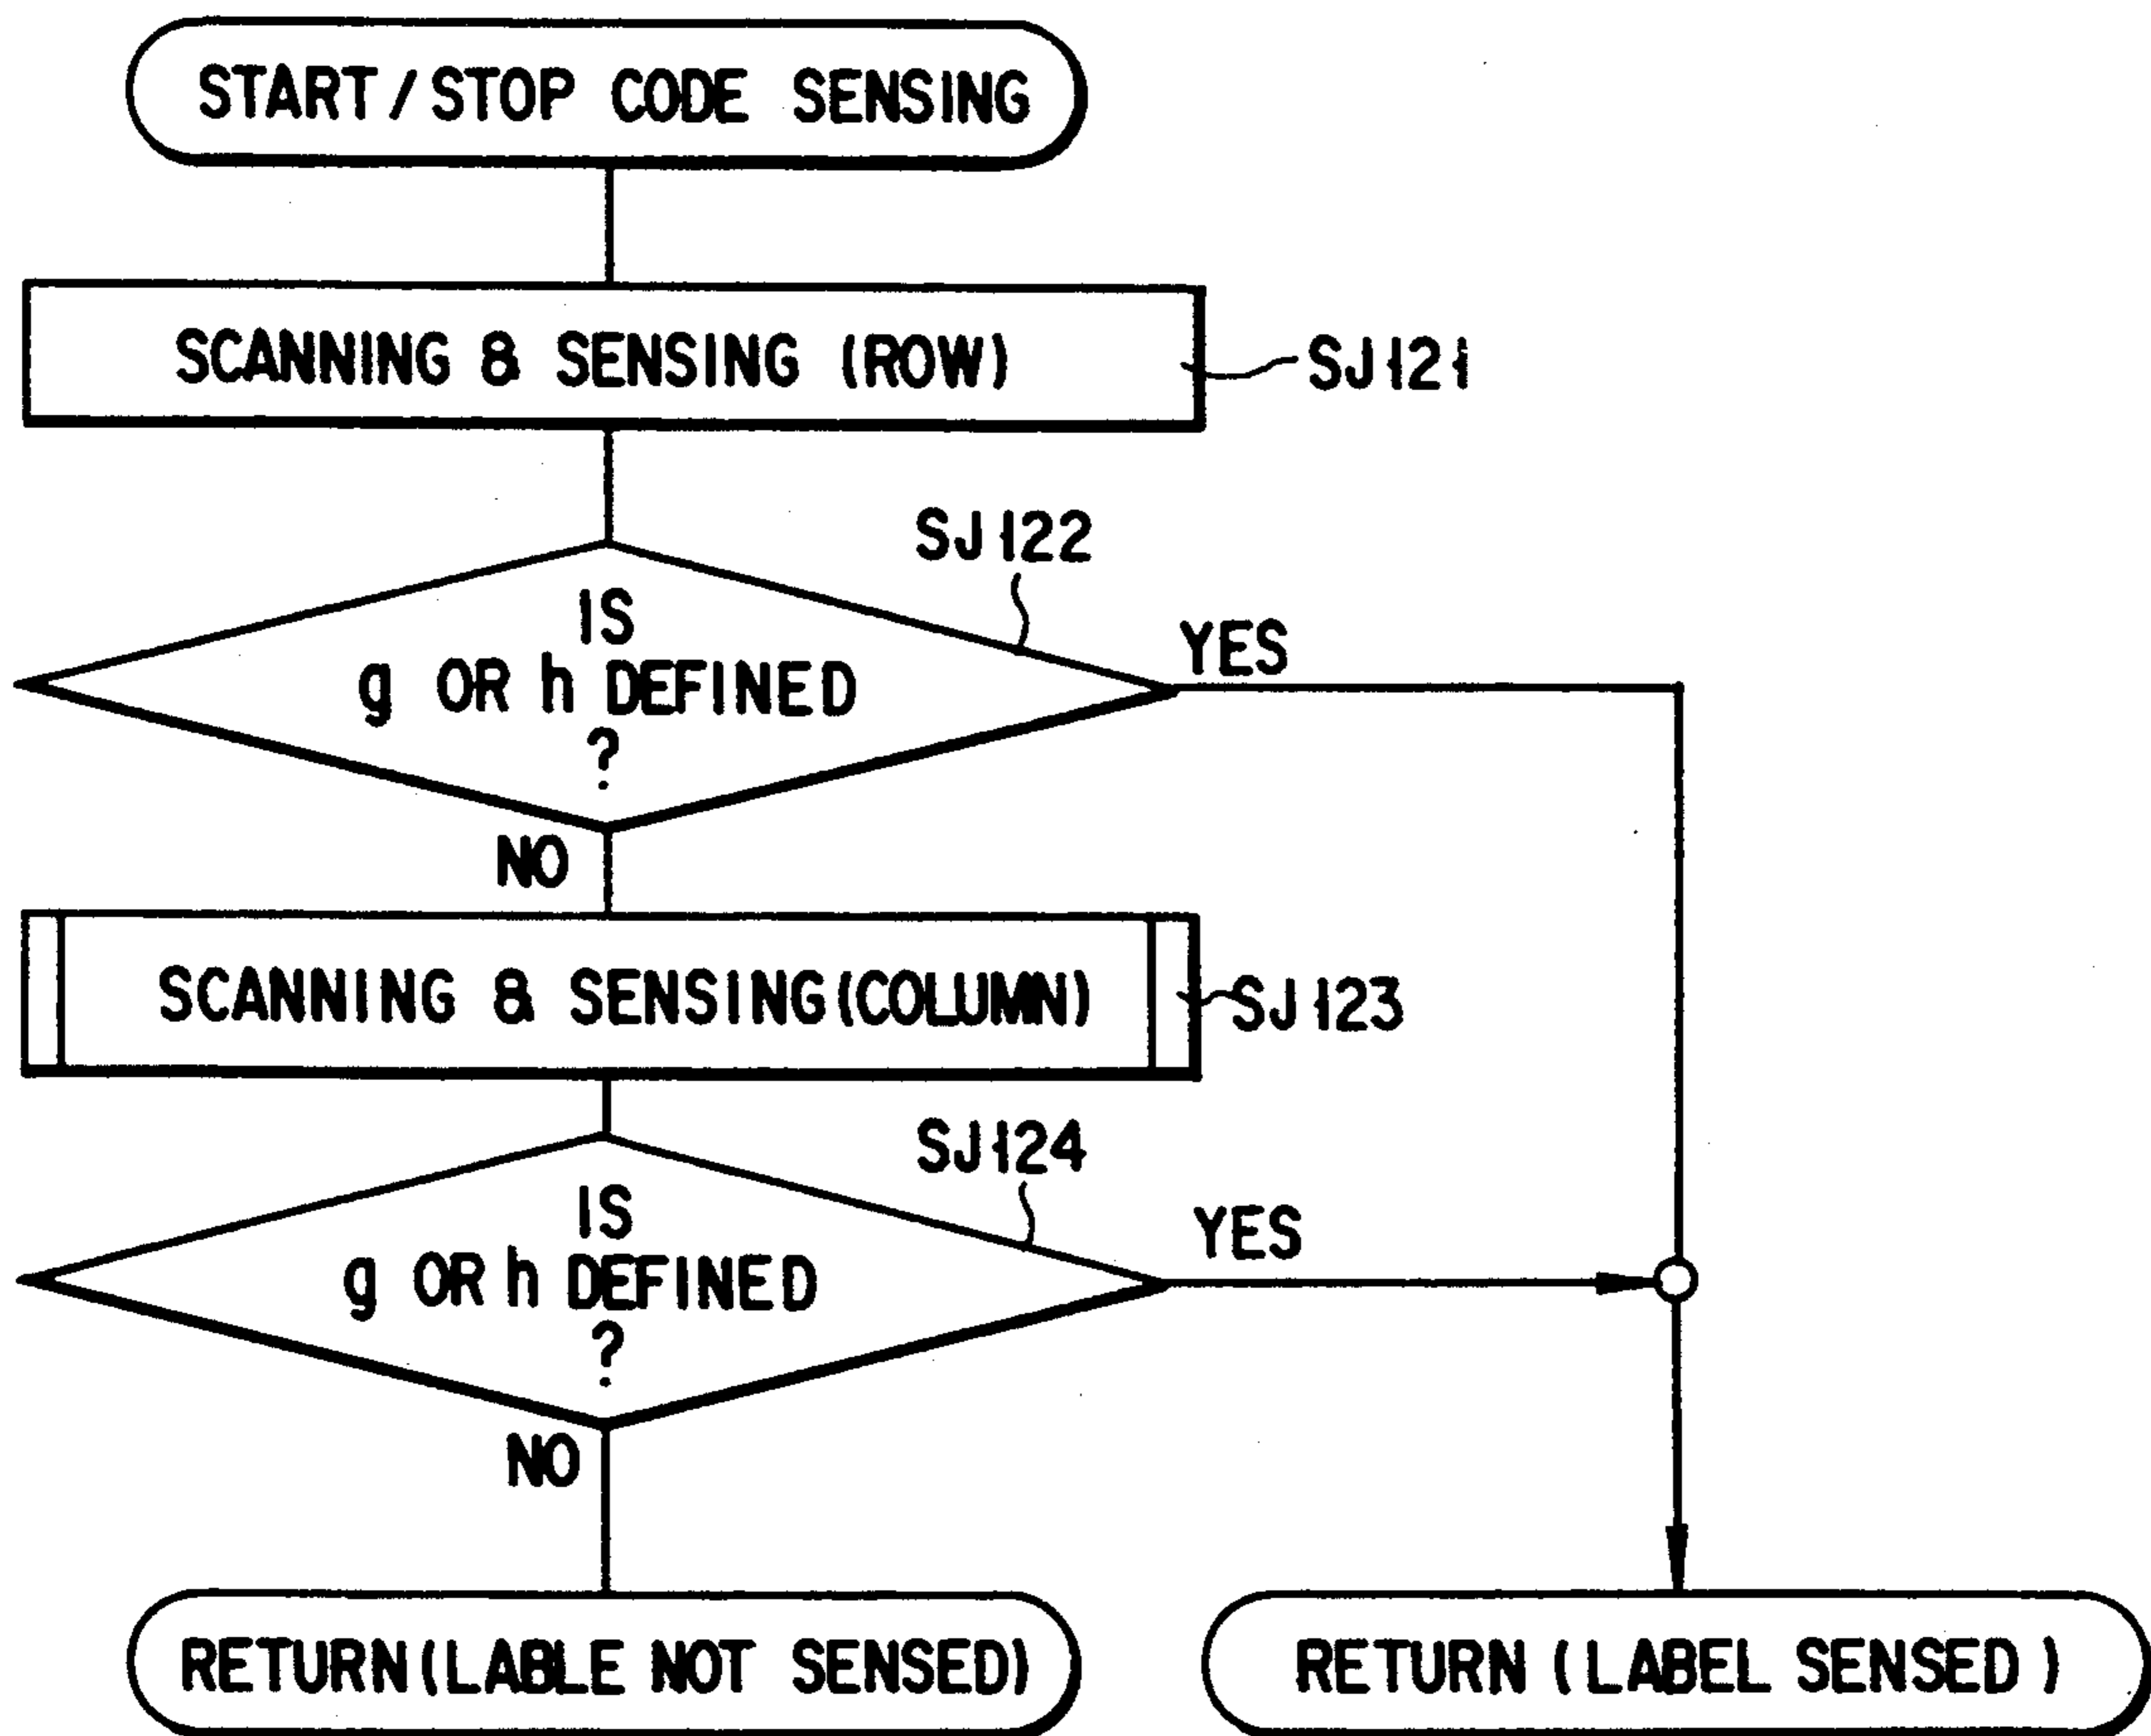 START/STOP CODE SENSING
SCANNING & SENSING (ROW)
SJ121
SJ122
IS
g OR h DEFINED
?
YES
NO
SCANNING & SENSING (COLUMN)
SJ123
SJ124
IS
g OR h DEFINED
?
YES
NO
RETURN (LABLE NOT SENSED)
RETURN (LABEL SENSED)